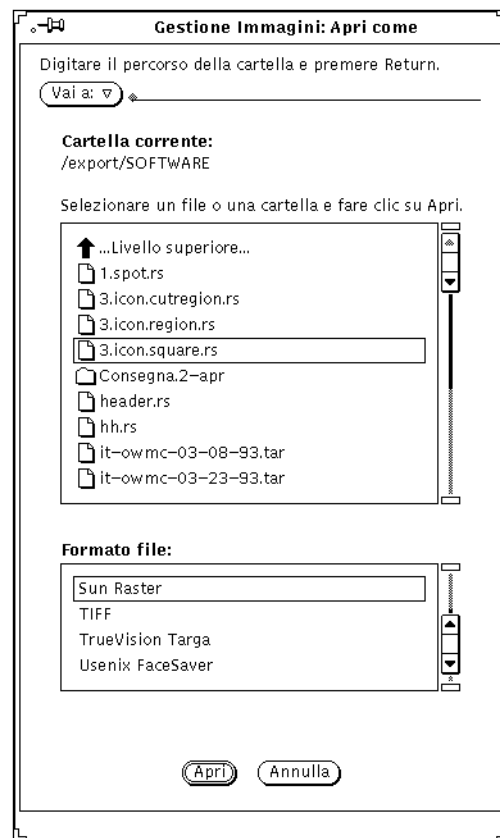 Gestione Immagini: Apri come
Digitare il percorso della cartella e premere Return.
Vai a:
Cartella corrente:
/export/SOFTWARE
Selezionare un file o una cartella e fare clic su Apri.
...Livello superiore...
1.spot.rs
3.icon.cutregion.rs
3.icon.region.rs
3.icon.square.rs
Consegna.2-apr
header.rs
hh.rs
it-owmc-03-08-93.tar
it-owmc-03-23-93.tar
Formato file:
Sun Raster
TIFF
TrueVision Targa
Usenix FaceSaver
Apri Annulla